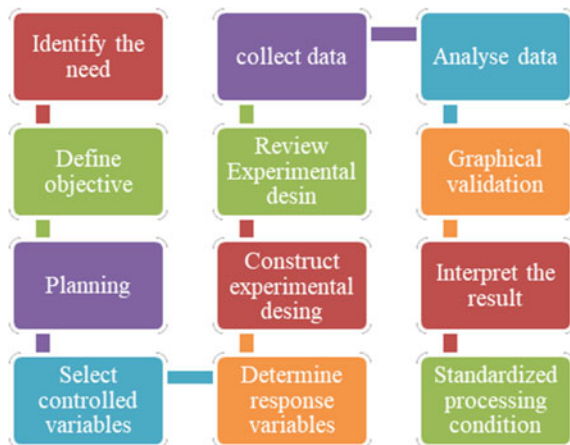 Identify the
need
Define
objective
Planning
Select
controlled
variables
Determine
response
variables
Construct
experimental
desing
Review
Experimental
desin
collect data
Analyse data
Graphical
validation
Interpret the
result
Standardized
processing
condition